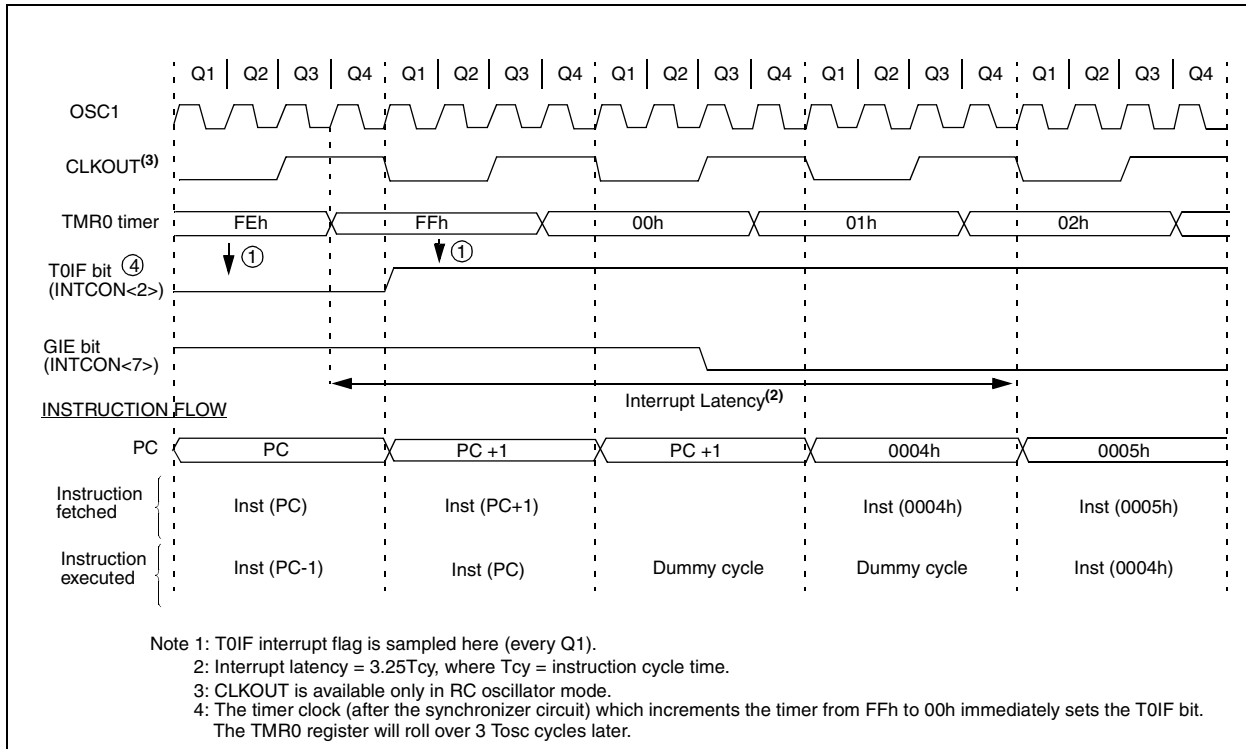 Q1 Q2 Q3 Q4 Q1 Q2 Q3 Q4 Q1 Q2 Q3 Q4 Q1 Q2 Q3 Q4 Q1 Q2 Q3 Q4
OSC1
CLKOUT(3)
TMR0 timer FEh FFh 00h 01h 02h
1 1
T0IF bit 4
(INTCON<2>)
GIE bit
(INTCON<7>)
Interrupt Latency(2)
INSTRUCTION FLOW
PC PC PC +1 PC +1 0004h 0005h
Instruction
fetched
Inst (PC) Inst (PC+1) Inst (0004h) Inst (0005h)
Instruction
executed
Inst (PC-1) Inst (PC) Dummy cycle Dummy cycle Inst (0004h)
Note 1: T0IF interrupt flag is sampled here (every Q1).
2: Interrupt latency = 3.25Tcy, where Tcy = instruction cycle time.
3: CLKOUT is available only in RC oscillator mode.
4: The timer clock (after the synchronizer circuit) which increments the timer from FFh to 00h immediately sets the T0IF bit.
The TMR0 register will roll over 3 Tosc cycles later.